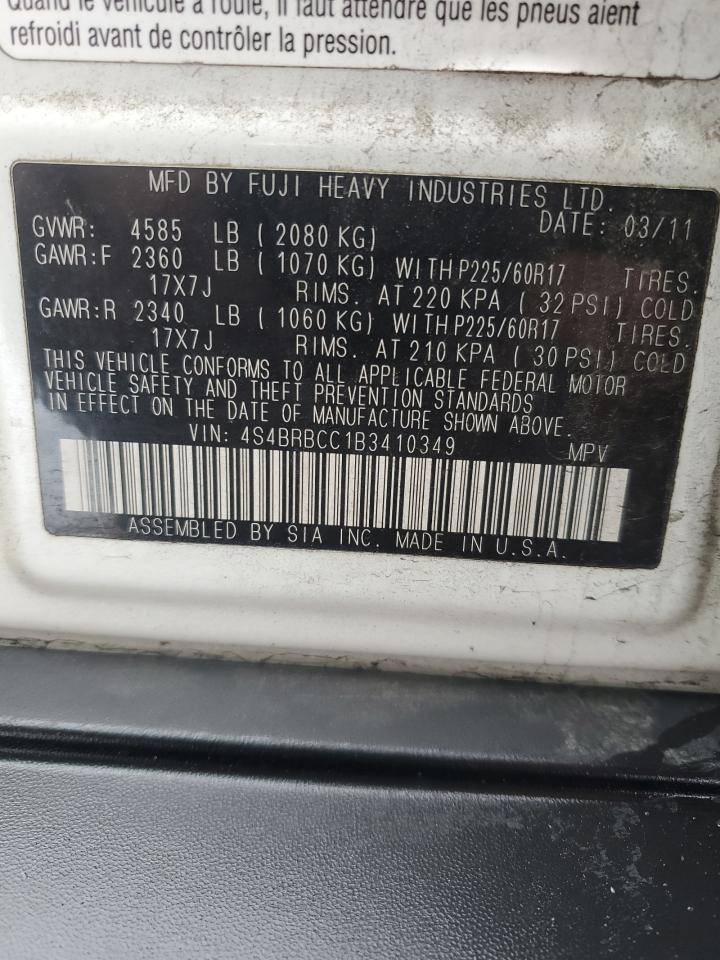 Quand le véhicule a roulé, il faut attendre que les pneus aient
refroidi avant de contrôler la pression.
MFD BY FUJI HEAVY INDUSTRIES LTD.
DATE: 03/11
GVWR: 4585 LB ( 2080 KG)
GAWR:F 2360 LB ( 1070 KG) WITH P225/60R17 TIRES.
17X7J RIMS. AT 220 KPA ( 32 PSI) COLD
GAWR:R 2340 LB ( 1060 KG) WITH P225/60R17 TIRES.
17X7J RIMS. AT 210 KPA ( 30 PSI) COLD
THIS VEHICLE CONFORMS TO ALL APPLICABLE FEDERAL MOTOR
VEHICLE SAFETY AND THEFT PREVENTION STANDARDS
IN EFFECT ON THE DATE OF MANUFACTURE SHOWN ABOVE.
VIN: 4S4BRBCC1B3410349 MPV
ASSEMBLED BY SIA INC. MADE IN U.S.A.